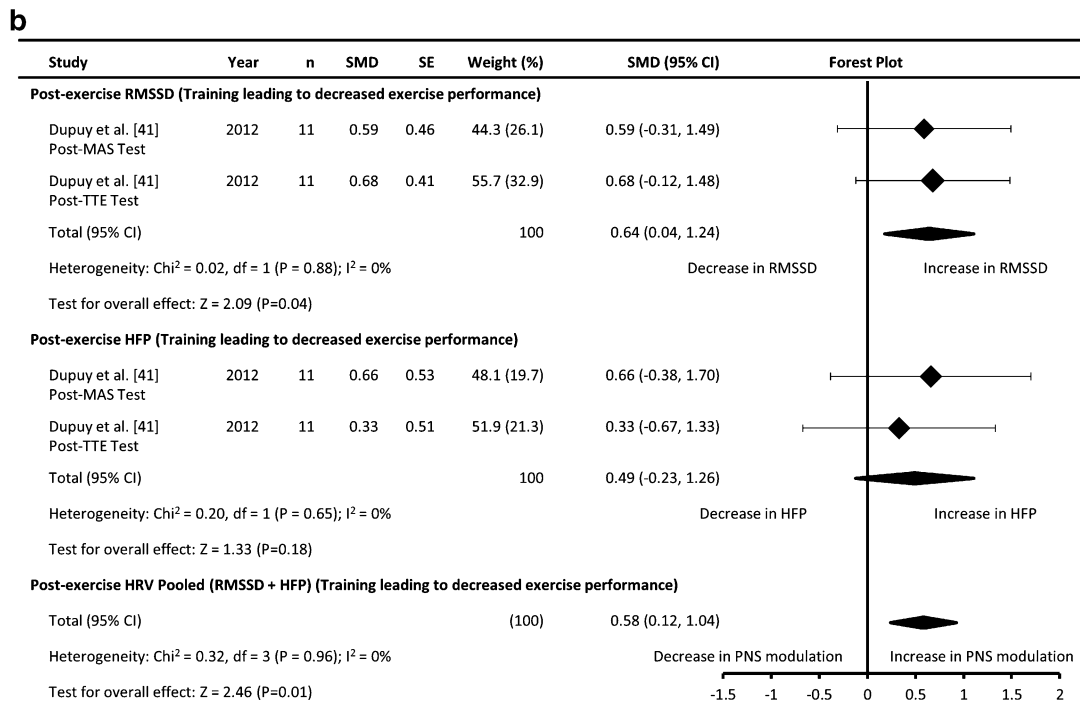 b
Study Year n SMD SE Weight (%) SMD (95% CI) Forest Plot
Post-exercise RMSSD (Training leading to decreased exercise performance)
Dupuy et al. [41] 2012 11 0.59 0.46 44.3 (26.1) 0.59 (-0.31, 1.49)
Post-MAS Test
Dupuy et al. [41] 2012 11 0.68 0.41 55.7 (32.9) 0.68 (-0.12, 1.48)
Post-TTE Test
Total (95% CI) 100 0.64 (0.04, 1.24)
Heterogeneity: Chi² = 0.02, df = 1 (P = 0.88); I² = 0% Decrease in RMSSD Increase in RMSSD
Test for overall effect: Z = 2.09 (P=0.04)
Post-exercise HFP (Training leading to decreased exercise performance)
Dupuy et al. [41] 2012 11 0.66 0.53 48.1 (19.7) 0.66 (-0.38, 1.70)
Post-MAS Test
Dupuy et al. [41] 2012 11 0.33 0.51 51.9 (21.3) 0.33 (-0.67, 1.33)
Post-TTE Test
Total (95% CI) 100 0.49 (-0.23, 1.26)
Heterogeneity: Chi² = 0.20, df = 1 (P = 0.65); I² = 0% Decrease in HFP Increase in HFP
Test for overall effect: Z = 1.33 (P=0.18)
Post-exercise HRV Pooled (RMSSD + HFP) (Training leading to decreased exercise performance)
Total (95% CI) (100) 0.58 (0.12, 1.04)
Heterogeneity: Chi² = 0.32, df = 3 (P = 0.96); I² = 0% Decrease in PNS modulation Increase in PNS modulation
Test for overall effect: Z = 2.46 (P=0.01)
-1.5 -1 -0.5 0 0.5 1 1.5 2